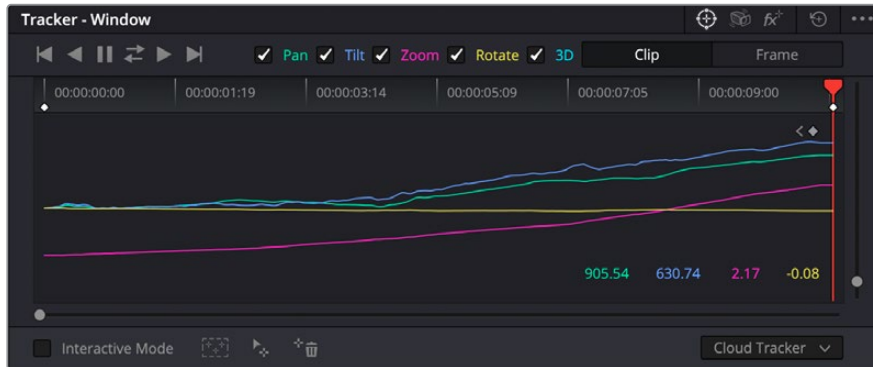 Tracker - Window
Pan Tilt Zoom Rotate 3D Clip Frame
00:00:00:00 00:00:01:19 00:00:03:14 00:00:05:09 00:00:07:05 00:00:09:00
905.54 630.74 2.17 -0.08
Interactive Mode Cloud Tracker